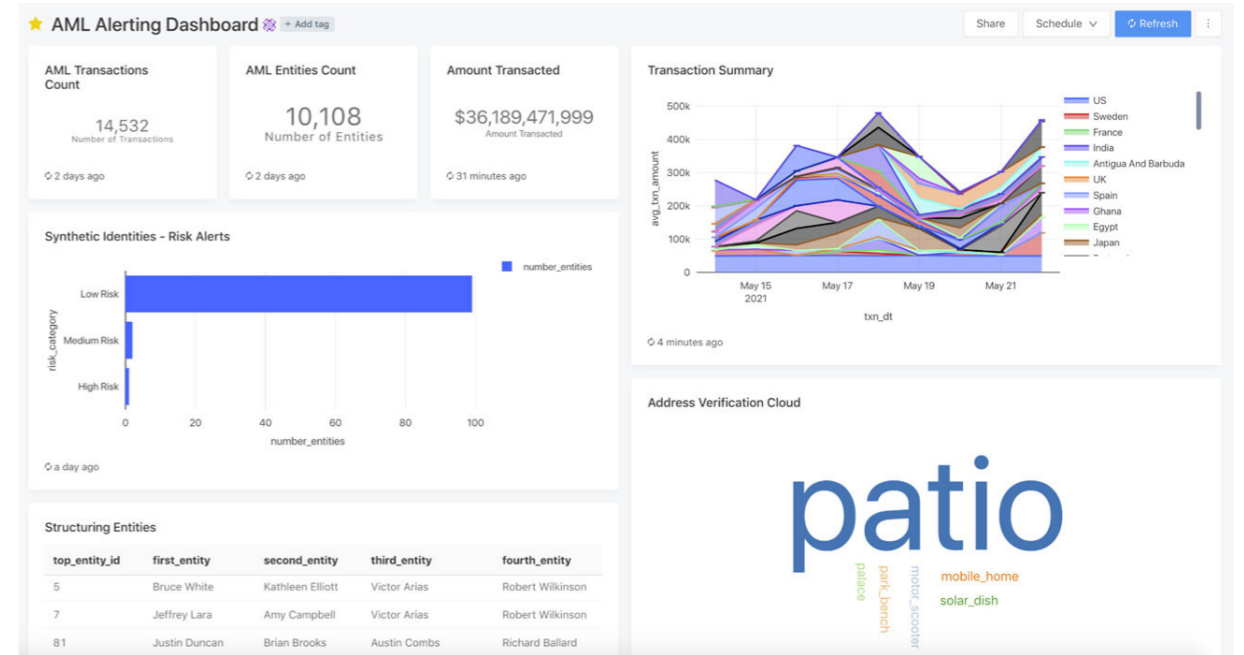 AML Alerting Dashboard
+ Add tag
Share
Schedule
Refresh
AML Transactions
Count
14,532
Number of Transactions
2 days ago
AML Entities Count
10,108
Number of Entities
2 days ago
Amount Transacted
$36,189,471,999
Amount Transacted
31 minutes ago
Transaction Summary
500k
400k
300k
200k
100k
0
avg_txn_amount
May 15
2021
May 17
May 19
May 21
txn_dt
US
Sweden
France
India
Antigua And Barbuda
UK
Spain
Ghana
Egypt
Japan
4 minutes ago
Synthetic Identities - Risk Alerts
number_entities
risk_category
Low Risk
Medium Risk
High Risk
0 20 40 60 80 100
number_entities
a day ago
Structuring Entities
top_entity_id first_entity second_entity third_entity fourth_entity
5 Bruce White Kathleen Elliott Victor Arias Robert Wilkinson
7 Jeffrey Lara Amy Campbell Victor Arias Robert Wilkinson
81 Justin Duncan Brian Brooks Austin Combs Richard Ballard
Address Verification Cloud
patio
palace
park_bench
motor_scooter
mobile_home
solar_dish